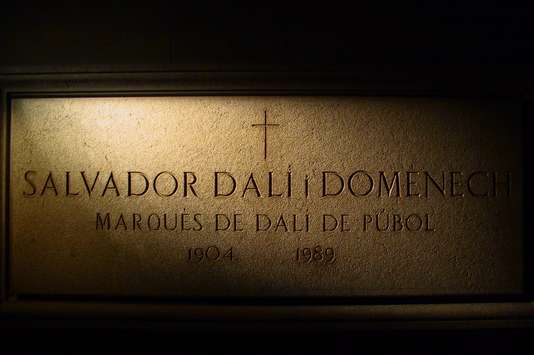 SALVADOR DALÍ i DOMÈNECH
MARQUÈS DE DALÍ DE PÚBOL
1904 1989